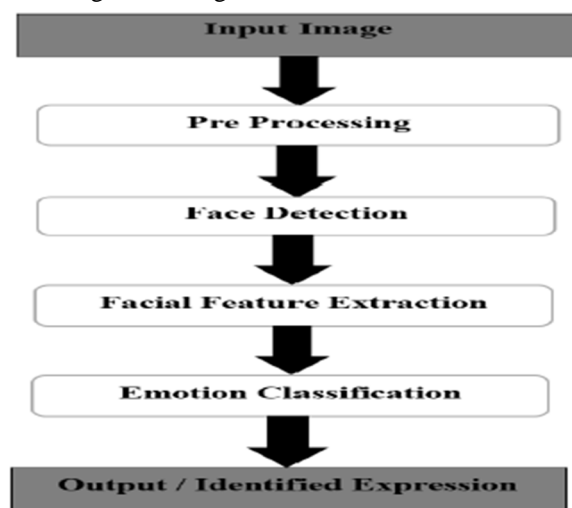 Input Image
Pre Processing
Face Detection
Facial Feature Extraction
Emotion Classification
Output / Identified Expression